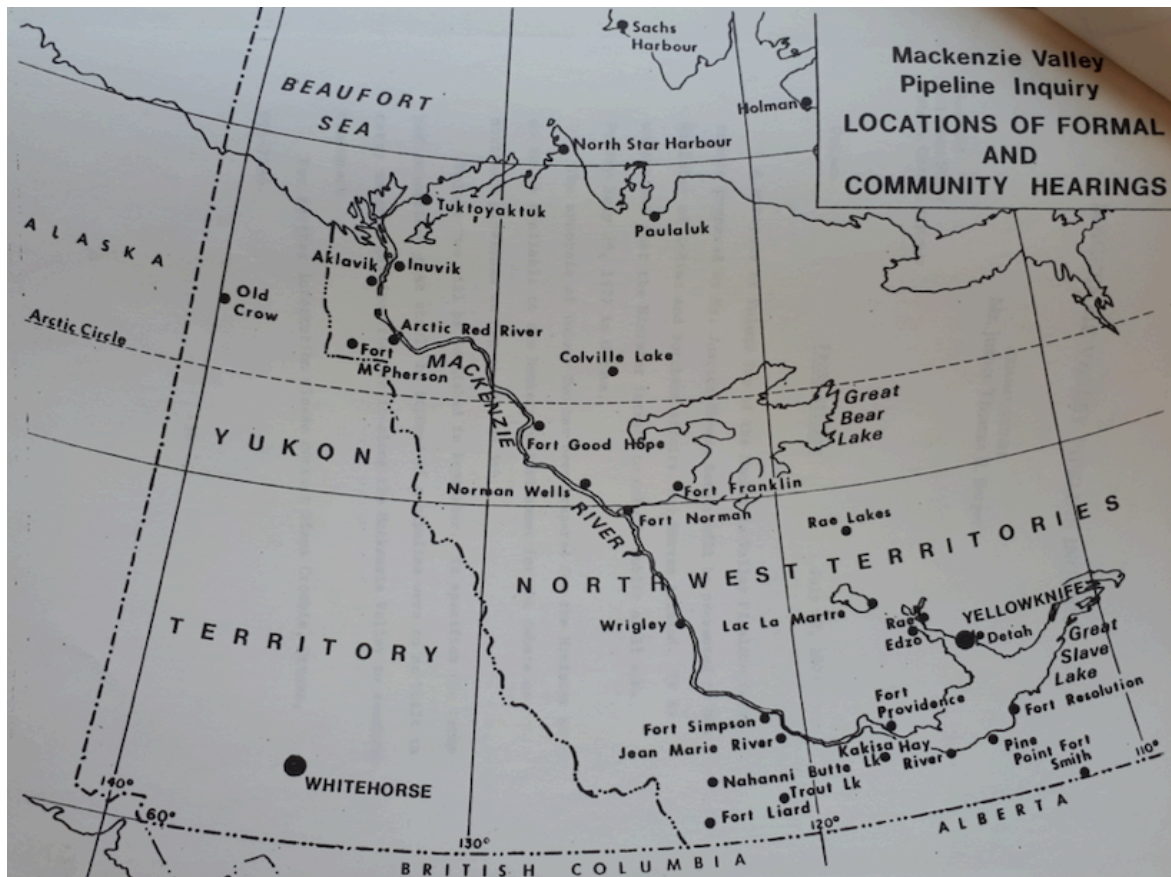 Mackenzie Valley
Pipeline Inquiry
LOCATIONS OF FORMAL
AND
COMMUNITY HEARINGS
Sachs
Harbour
Holman
BEAUFORT
SEA
North Star Harbour
Tuktoyaktuk
Paulaluk
ALASKA
Aklavik
Inuvik
Old
Crow
Arctic Circle
Arctic Red River
Fort
McPherson
MACKENZIE
RIVER
Colville Lake
Great
Bear
Lake
Fort Good Hope
YUKON
TERRITORY
Norman Wells
Fort Franklin
Fort Norman
Rae Lakes
NORTHWEST TERRITORIES
Wrigley
Lac La Martre
Rae
Edzo
YELLOWKNIFE
Detah
Great
Slave
Lake
Fort
Providence
Fort Resolution
Fort Simpson
Jean Marie River
Kakisa
Lk
Hay
River
Pine
Point
Fort
Smith
Nahanni Butte
Trout Lk
Fort Liard
WHITEHORSE
140°
60°
130°
120°
110°
BRITISH COLUMBIA
ALBERTA